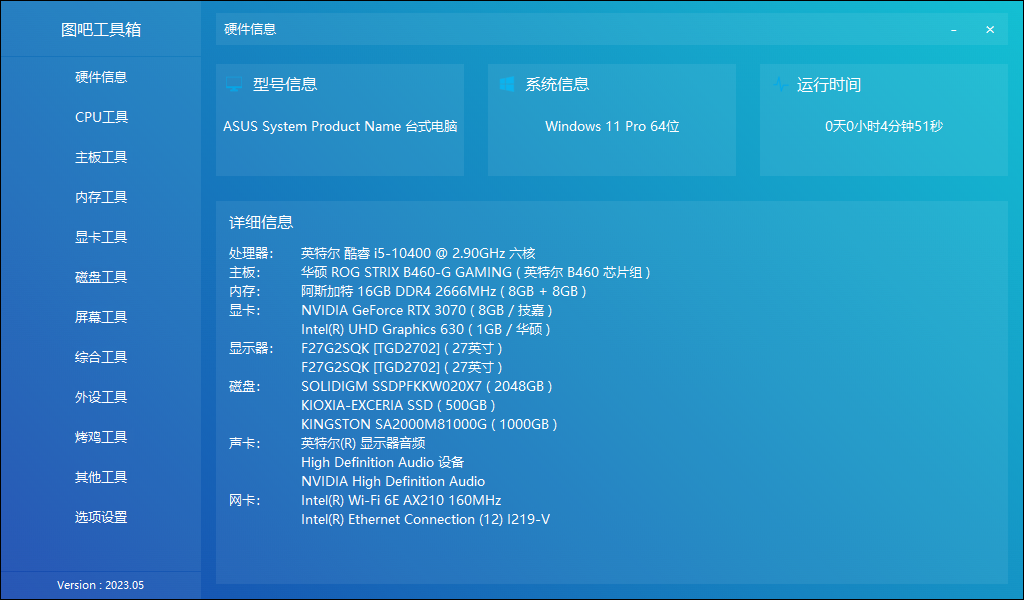 图吧工具箱
硬件信息
CPU工具
主板工具
内存工具
显卡工具
磁盘工具
屏幕工具
综合工具
外设工具
烤鸡工具
其他工具
选项设置
Version : 2023.05
硬件信息
型号信息
ASUS System Product Name 台式电脑
系统信息
Windows 11 Pro 64位
运行时间
0天0小时4分钟51秒
详细信息
处理器: 英特尔 酷睿 i5-10400 @ 2.90GHz 六核
主板: 华硕 ROG STRIX B460-G GAMING ( 英特尔 B460 芯片组 )
内存: 阿斯加特 16GB DDR4 2666MHz ( 8GB + 8GB )
显卡: NVIDIA GeForce RTX 3070 ( 8GB / 技嘉 )
Intel(R) UHD Graphics 630 ( 1GB / 华硕 )
显示器: F27G2SQK [TGD2702] ( 27英寸 )
F27G2SQK [TGD2702] ( 27英寸 )
磁盘: SOLIDIGM SSDPFKKW020X7 ( 2048GB )
KIOXIA-EXCERIA SSD ( 500GB )
KINGSTON SA2000M81000G ( 1000GB )
声卡: 英特尔(R) 显示器音频
High Definition Audio 设备
NVIDIA High Definition Audio
网卡: Intel(R) Wi-Fi 6E AX210 160MHz
Intel(R) Ethernet Connection (12) I219-V